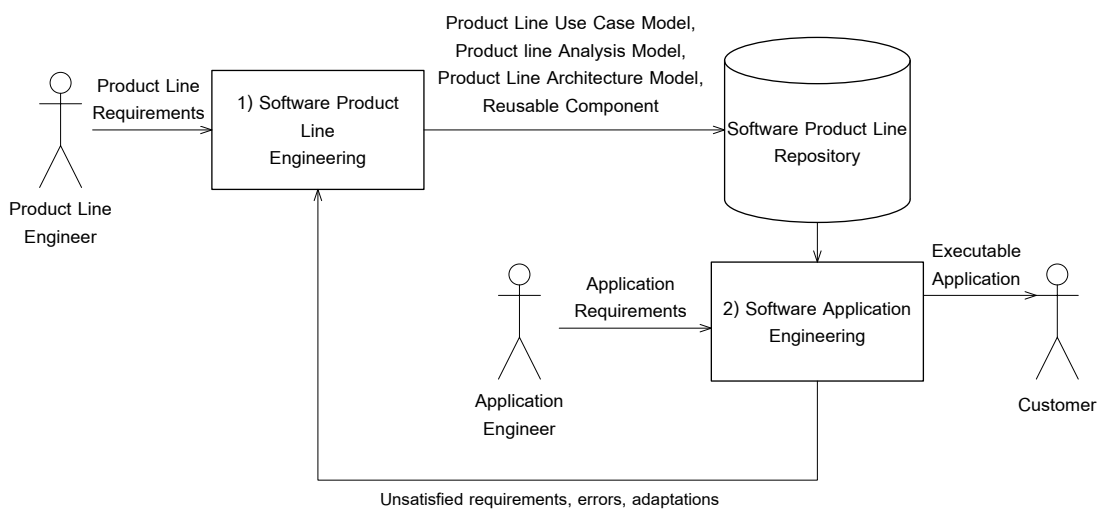 Product Line Use Case Model,
Product line Analysis Model,
Product Line Architecture Model,
Reusable Component
Product Line
Requirements
1) Software Product
Line
Engineering
Software Product Line
Repository
Product Line
Engineer
Executable
Application
Application
Requirements
2) Software Application
Engineering
Application
Engineer
Customer
Unsatisfied requirements, errors, adaptations